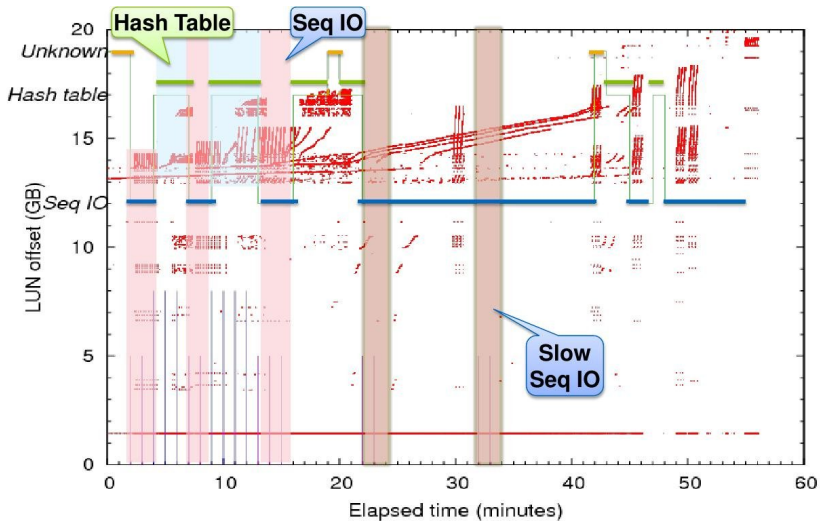 Hash Table
Seq IO
20
Unknown
Hash table
15
Seq IO
10
5
0
LUN offset (GB)
Slow
Seq IO
0
10
20
30
40
50
60
Elapsed time (minutes)